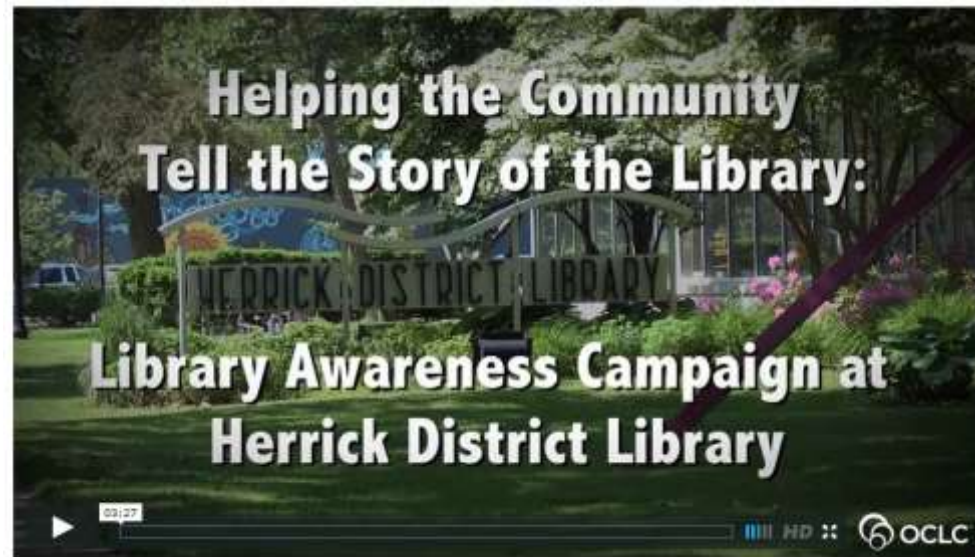 Helping the Community
Tell the Story of the Library:
HERRICK DISTRICT LIBRARY
Library Awareness Campaign at
Herrick District Library
03:27
HD
OCLC